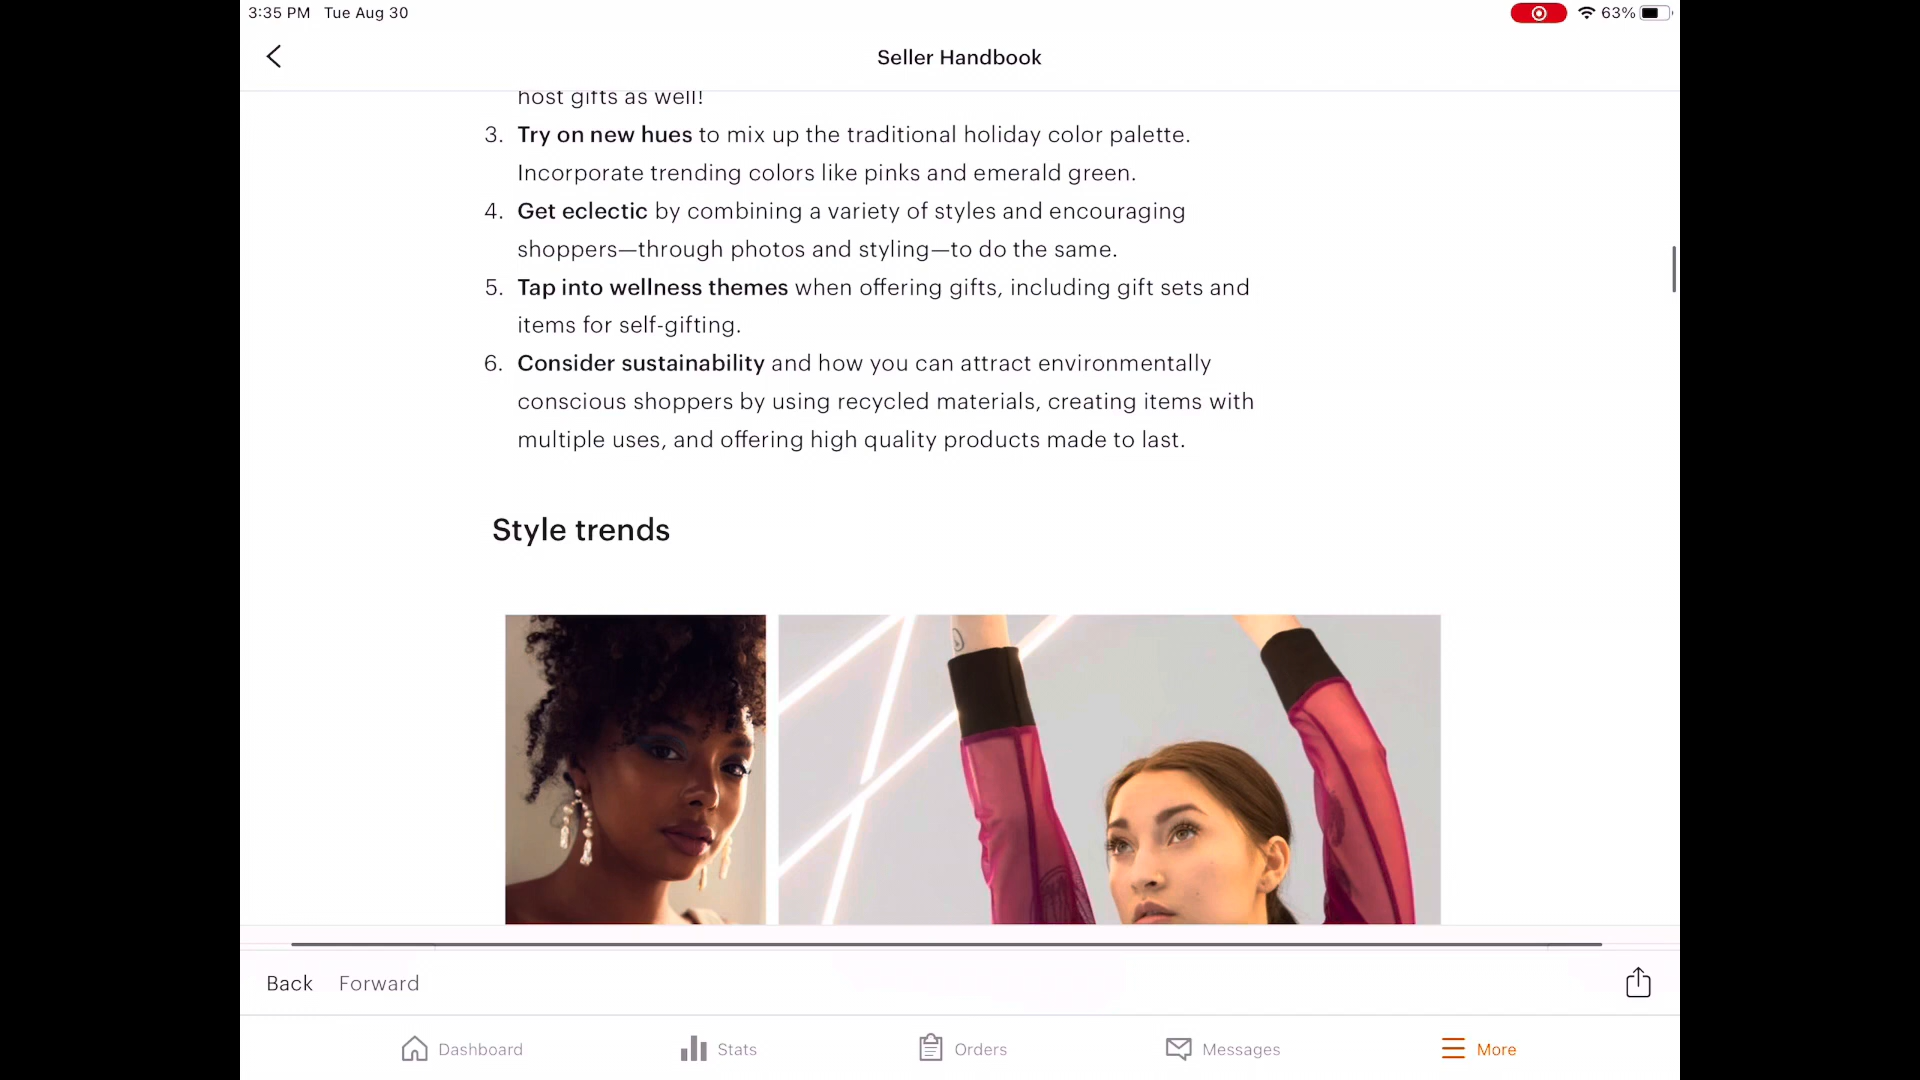 3:35 PM Tue Aug 30
63%
Seller Handbook
host gifts as well!
3. Try on new hues to mix up the traditional holiday color palette.
Incorporate trending colors like pinks and emerald green.
4. Get eclectic by combining a variety of styles and encouraging
shoppers—through photos and styling—to do the same.
5. Tap into wellness themes when offering gifts, including gift sets and
items for self-gifting.
6. Consider sustainability and how you can attract environmentally
conscious shoppers by using recycled materials, creating items with
multiple uses, and offering high quality products made to last.
Style trends
Back Forward
Dashboard Stats Orders Messages More